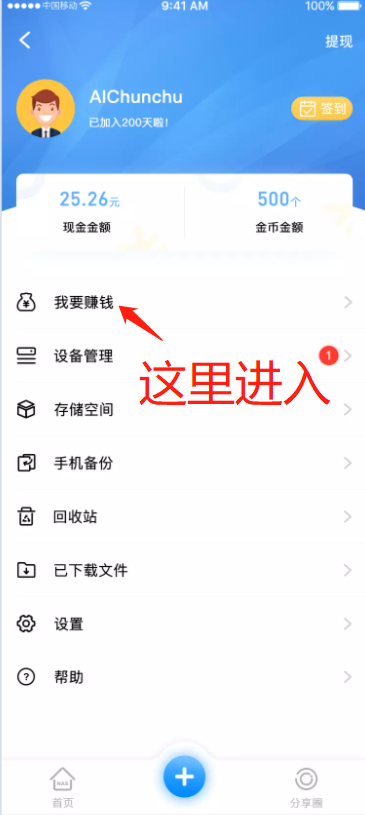 中国移动 9:41 AM 100%
提现
AIChunchu
已加入200天啦!
签到
25.26元 500个
现金金额 金币金额
我要赚钱
设备管理 1
这里进入
存储空间
手机备份
回收站
已下载文件
设置
帮助
NAS
首页 分享圈